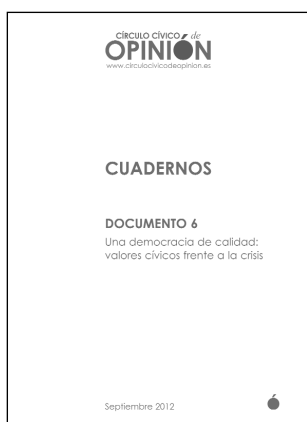 CÍRCULO CÍVICO de
OPINIÓN
www.circulocivicodeopinion.es
CUADERNOS
DOCUMENTO 6
Una democracia de calidad:
valores cívicos frente a la crisis
Septiembre 2012